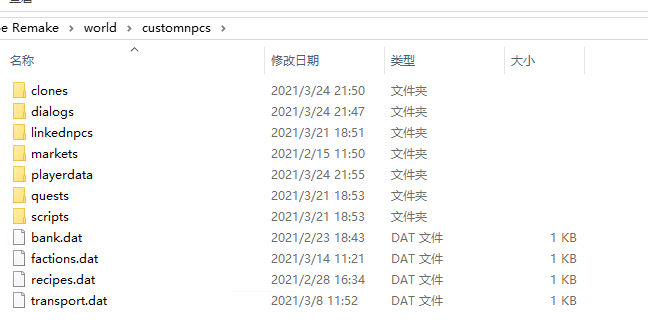 e Remake > world > customnpcs >
名称 修改日期 类型 大小
clones 2021/3/24 21:50 文件夹
dialogs 2021/3/24 21:47 文件夹
linkednpcs 2021/3/21 18:51 文件夹
markets 2021/2/15 11:50 文件夹
playerdata 2021/3/24 21:55 文件夹
quests 2021/3/21 18:53 文件夹
scripts 2021/3/21 18:53 文件夹
bank.dat 2021/2/23 18:43 DAT 文件 1 KB
factions.dat 2021/3/14 11:21 DAT 文件 1 KB
recipes.dat 2021/2/28 16:34 DAT 文件 1 KB
transport.dat 2021/3/8 11:52 DAT 文件 1 KB